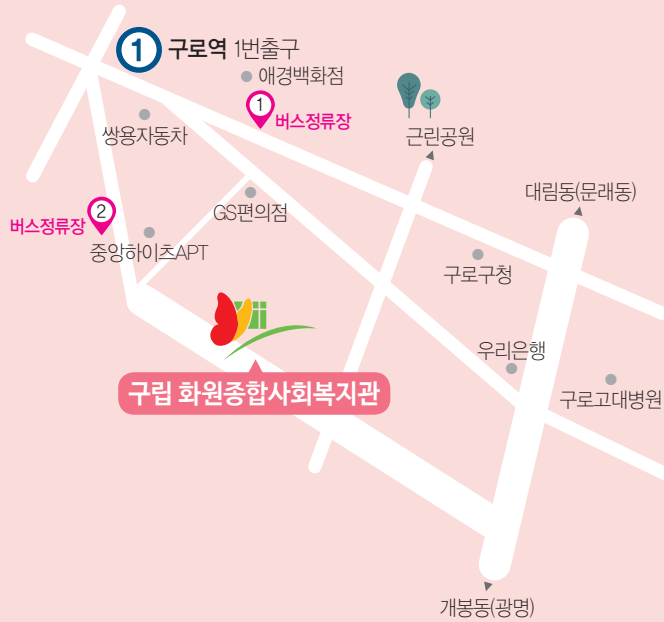 1 구로역 1번출구
애경백화점
1
버스정류장
쌍용자동차
근린공원
대림동(문래동)
2
버스정류장
GS편의점
중앙하이츠APT
구로구청
우리은행
구립 화원종합사회복지관
구로고대병원
개봉동(광명)